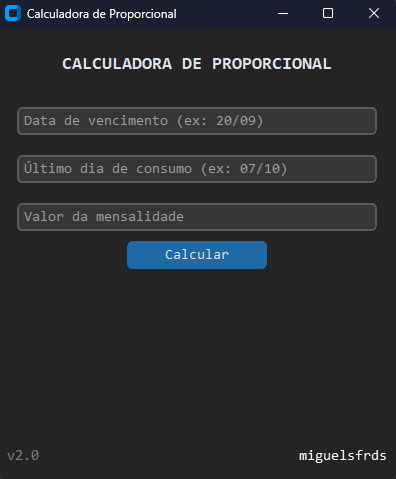 Calculadora de Proporcional
CALCULADORA DE PROPORCIONAL
Data de vencimento (ex: 20/09)
Último dia de consumo (ex: 07/10)
Valor da mensalidade
Calcular
v2.0
miguelsfrds